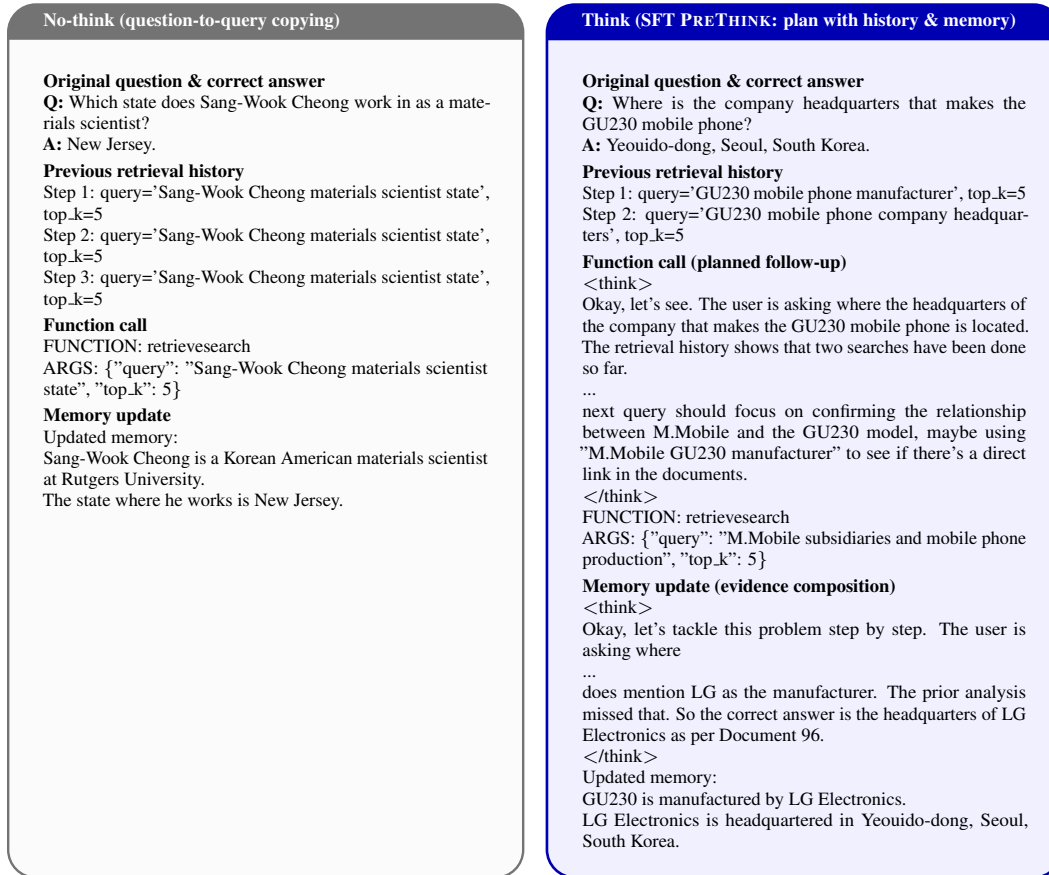 No-think (question-to-query copying)
Original question & correct answer
Q: Which state does Sang-Wook Cheong work in as a mate-
rials scientist?
A: New Jersey.
Previous retrieval history
Step 1: query='Sang-Wook Cheong materials scientist state',
top_k=5
Step 2: query='Sang-Wook Cheong materials scientist state',
top_k=5
Step 3: query='Sang-Wook Cheong materials scientist state',
top_k=5
Function call
FUNCTION: retrievesearch
ARGS: {"query": "Sang-Wook Cheong materials scientist
state", "top_k": 5}
Memory update
Updated memory:
Sang-Wook Cheong is a Korean American materials scientist
at Rutgers University.
The state where he works is New Jersey.
Think (SFT PRETHINK: plan with history & memory)
Original question & correct answer
Q: Where is the company headquarters that makes the
GU230 mobile phone?
A: Yeouido-dong, Seoul, South Korea.
Previous retrieval history
Step 1: query='GU230 mobile phone manufacturer', top_k=5
Step 2: query='GU230 mobile phone company headquar-
ters', top_k=5
Function call (planned follow-up)
<think>
Okay, let's see. The user is asking where the headquarters of
the company that makes the GU230 mobile phone is located.
The retrieval history shows that two searches have been done
so far.
...
next query should focus on confirming the relationship
between M.Mobile and the GU230 model, maybe using
"M.Mobile GU230 manufacturer" to see if there's a direct
link in the documents.
</think>
FUNCTION: retrievesearch
ARGS: {"query": "M.Mobile subsidiaries and mobile phone
production", "top_k": 5}
Memory update (evidence composition)
<think>
Okay, let's tackle this problem step by step. The user is
asking where
...
does mention LG as the manufacturer. The prior analysis
missed that. So the correct answer is the headquarters of LG
Electronics as per Document 96.
</think>
Updated memory:
GU230 is manufactured by LG Electronics.
LG Electronics is headquartered in Yeouido-dong, Seoul,
South Korea.